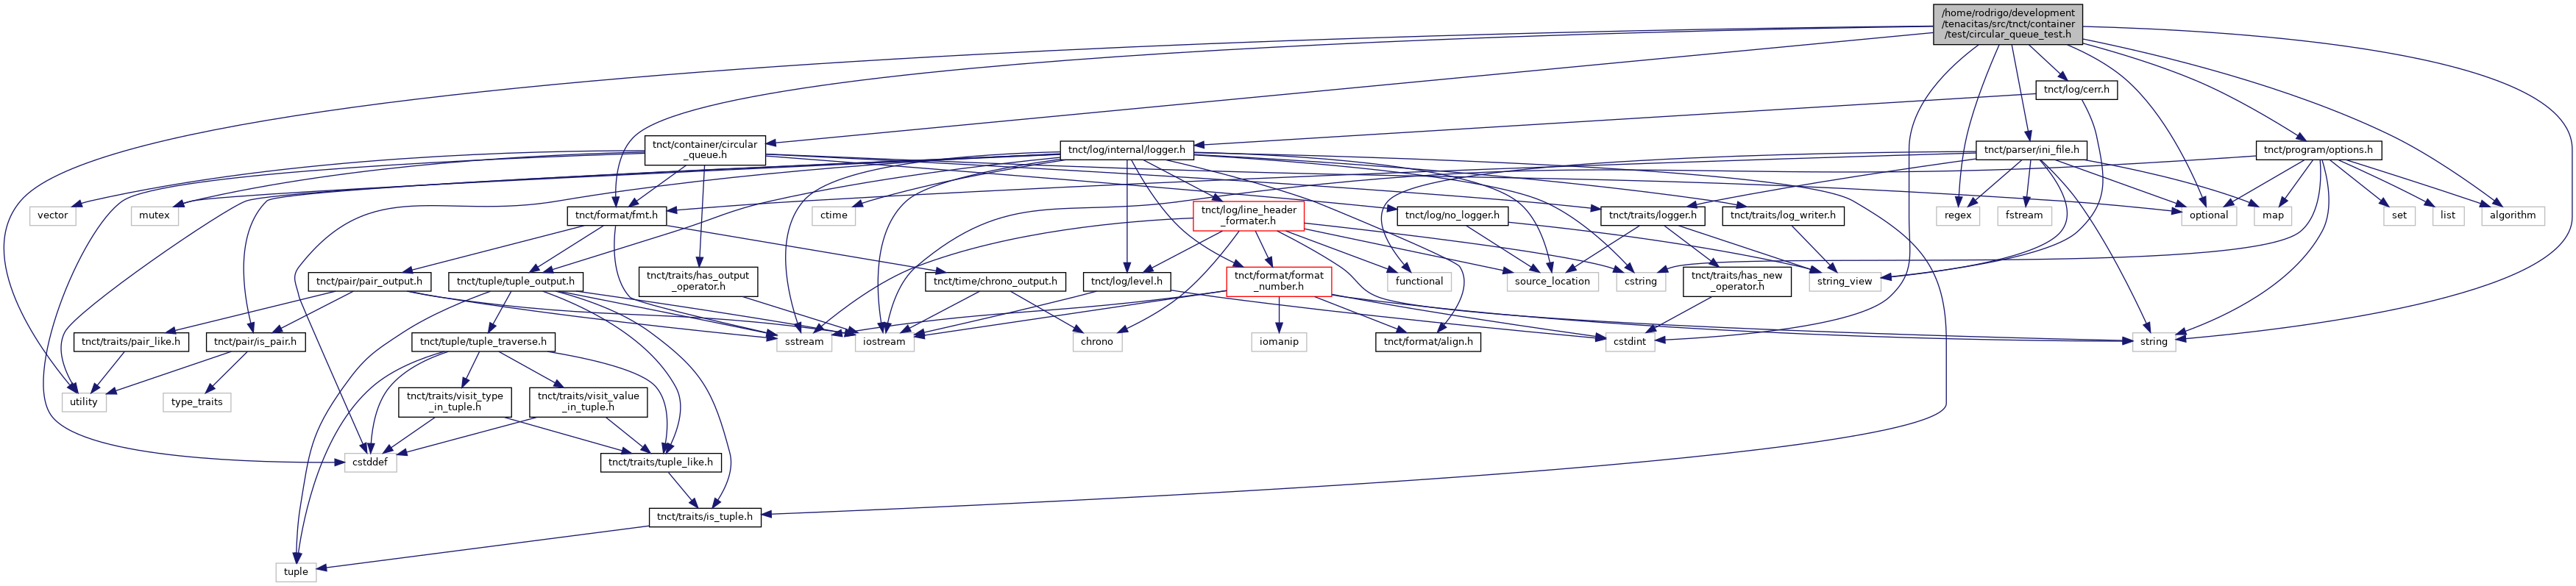 /home/rodrigo/development
/tenacitas/src/tnct/container
/test/circular_queue_test.h
tnct/log/cerr.h
tnct/container/circular
_queue.h
tnct/log/internal/logger.h
tnct/parser/ini_file.h
tnct/program/options.h
vector
mutex
tnct/format/fmt.h
ctime
tnct/log/line_header
_formater.h
tnct/log/no_logger.h
tnct/traits/logger.h
tnct/traits/log_writer.h
regex
fstream
optional
map
set
list
algorithm
tnct/pair/pair_output.h
tnct/tuple/tuple_output.h
tnct/traits/has_output
_operator.h
tnct/time/chrono_output.h
tnct/log/level.h
tnct/format/format
_number.h
functional
source_location
cstring
tnct/traits/has_new
_operator.h
string_view
tnct/traits/pair_like.h
tnct/pair/is_pair.h
tnct/tuple/tuple_traverse.h
sstream
iostream
chrono
iomanip
tnct/format/align.h
cstdint
string
utility
type_traits
tnct/traits/visit_type
_in_tuple.h
tnct/traits/visit_value
_in_tuple.h
cstddef
tnct/traits/tuple_like.h
tnct/traits/is_tuple.h
tuple